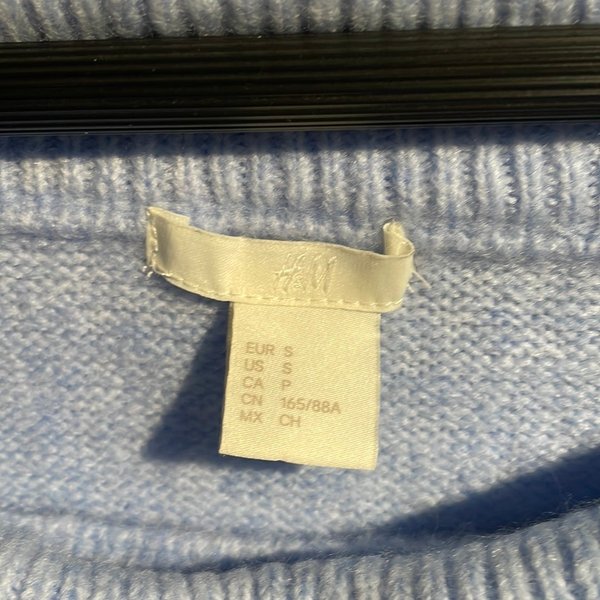 H&M
EUR S
US S
CA P
CN 165/88A
MX CH